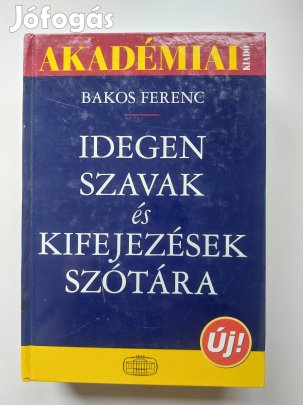 Jófogás
AKADÉMIAI
KIADÓ
BAKOS FERENC
IDEGEN
SZAVAK
és
KIFEJEZÉSEK
SZÓTÁRA
Új!